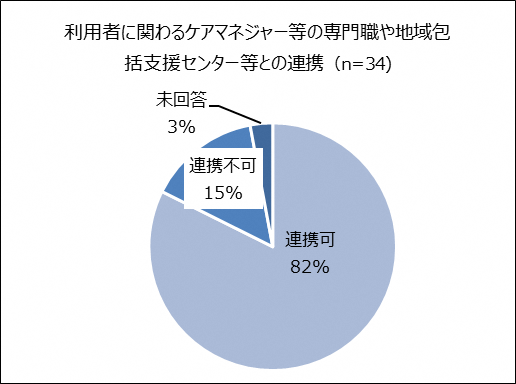 利用者に関わるケアマネジャー等の専門職や地域包
括支援センター等との連携（n=34)
未回答
3%
連携不可
15%
連携可
82%